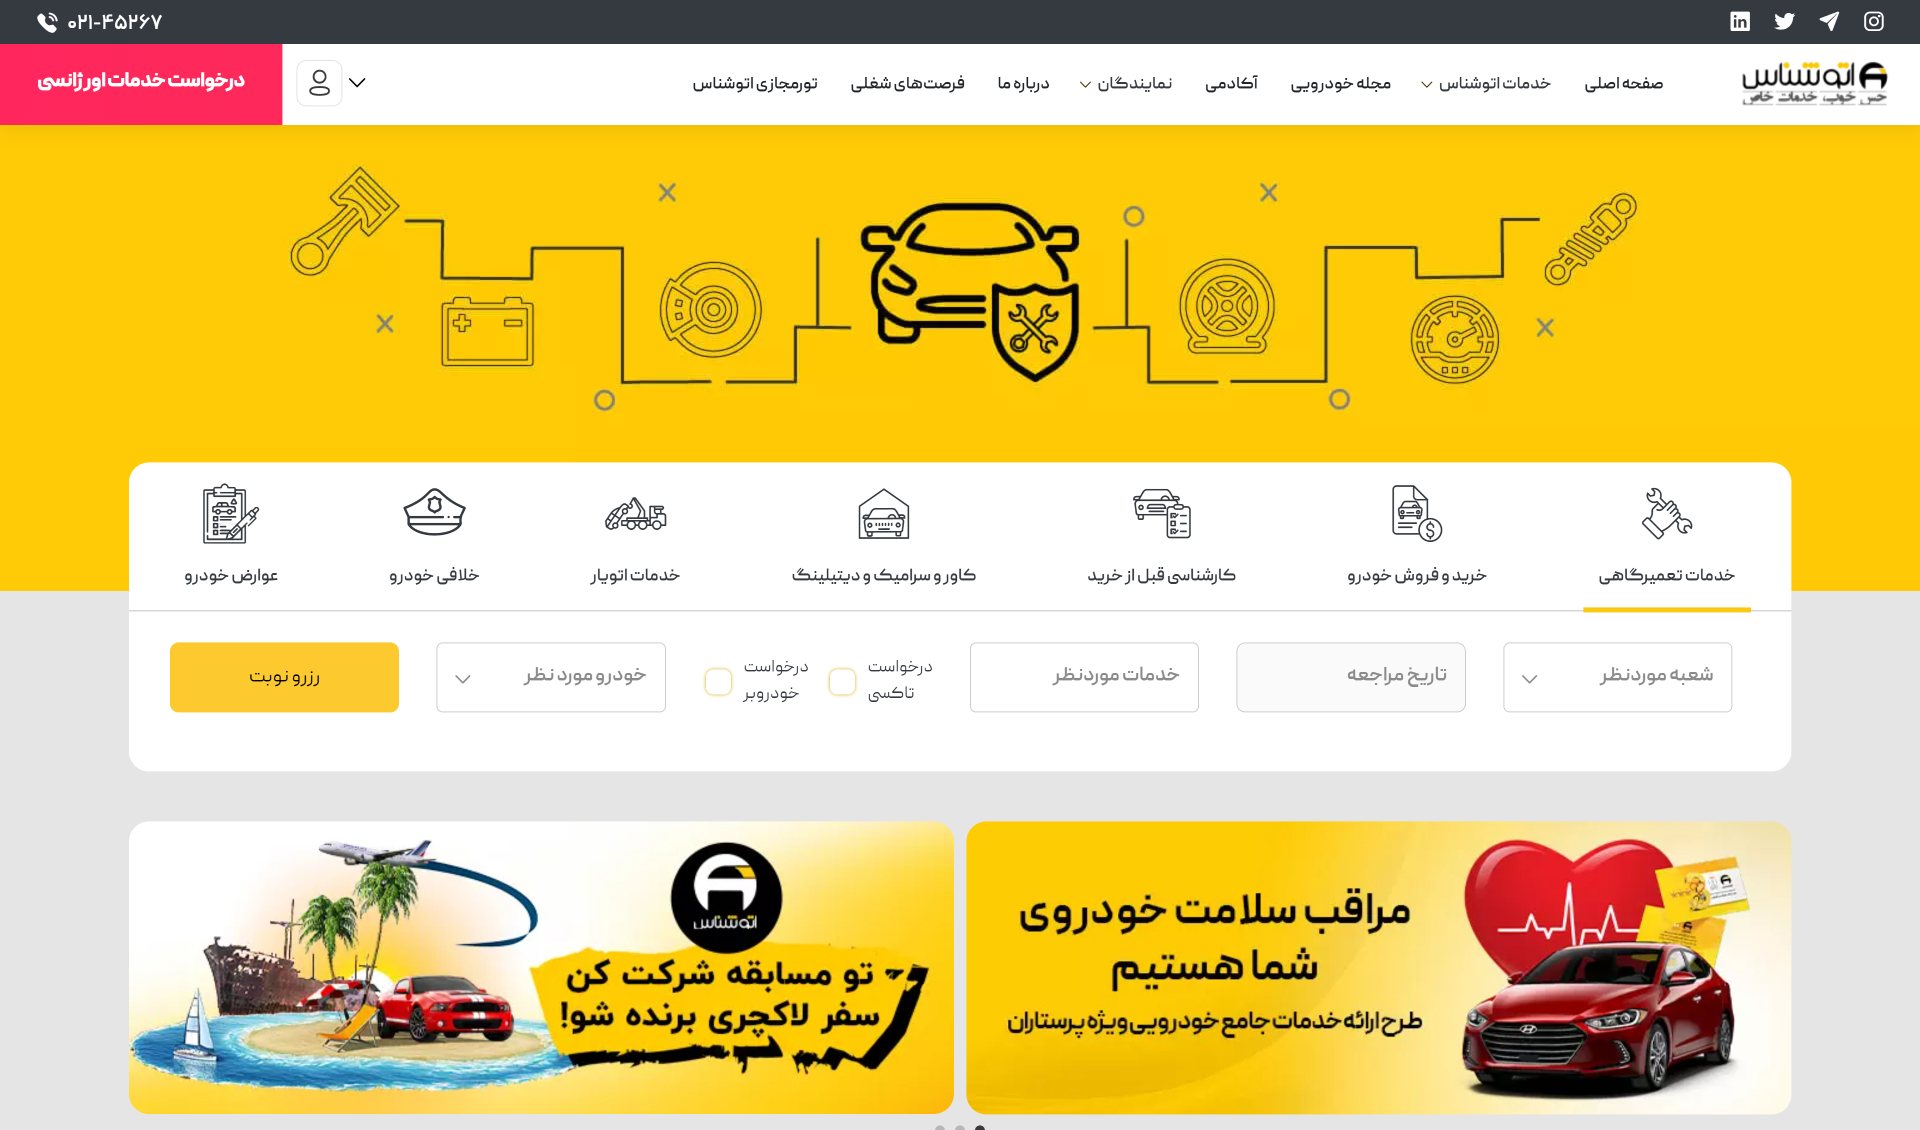 ۰۲۱-۴۵۲۶۷
اتوشناس
حس خوب، خدمات خاص
صفحه اصلی
خدمات اتوشناس
مجله خودرویی
آکادمی
نمایندگان
درباره ما
فرصت‌های شغلی
تورمجازی اتوشناس
درخواست خدمات اورژانسی
خدمات تعمیرگاهی
خرید و فروش خودرو
کارشناسی قبل از خرید
کاور و سرامیک و دیتیلینگ
خدمات اتویار
خلافی خودرو
عوارض خودرو
شعبه موردنظر
تاریخ مراجعه
خدمات موردنظر
درخواست
تاکسی
درخواست
خودروبر
خودرو مورد نظر
رزرو نوبت
مراقب سلامت خودروی
شما هستیم
طرح ارائه خدمات جامع خودرویی ویژه پرستاران
اتوشناس
تو مسابقه شرکت کن
سفر لاکچری برنده شو!